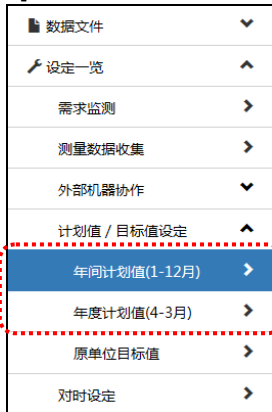 数据文件
设定一览
需求监测
测量数据收集
外部机器协作
计划值 / 目标值设定
年间计划值(1-12月)
年度计划值(4-3月)
原单位目标值
对时设定